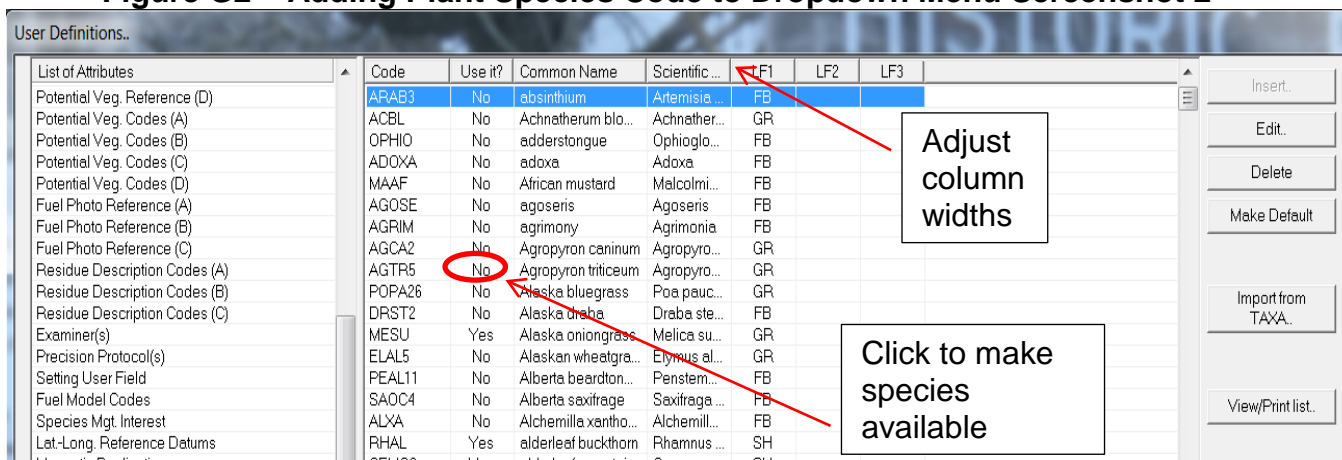 Figure G2 – Adding Plant Species Code to Dropdown Menu Screenshot 2
User Definitions..
List of Attributes
Potential Veg. Reference (D)
Potential Veg. Codes (A)
Potential Veg. Codes (B)
Potential Veg. Codes (C)
Potential Veg. Codes (D)
Fuel Photo Reference (A)
Fuel Photo Reference (B)
Fuel Photo Reference (C)
Residue Description Codes (A)
Residue Description Codes (B)
Residue Description Codes (C)
Examiner(s)
Precision Protocol(s)
Setting User Field
Fuel Model Codes
Species Mgt. Interest
Lat.-Long. Reference Datums
Code Use it? Common Name Scientific ... LF1 LF2 LF3
ARAB3 No absinthium Artemisia ... FB
ACBL No Achnatherum blo... Achnather... GR
OPHIO No adderstongue Ophioglo... FB
ADOXA No adoxa Adoxa FB
MAAF No African mustard Malcolmi... FB
AGOSE No agoseris Agoseris FB
AGRIM No agrimony Agrimonia FB
AGCA2 No Agropyron caninum Agropyro... GR
AGTR5 No Agropyron triticeum Agropyro... GR
POPA26 No Alaska bluegrass Poa pauc... GR
DRST2 No Alaska draba Draba ste... FB
MESU Yes Alaska oniongrass Melica su... GR
ELAL5 No Alaskan wheatgra... Elymus al... GR
PEAL11 No Alberta beardton... Penstem... FB
SAOC4 No Alberta saxifrage Saxifraga ... FB
ALXA No Alchemilla xantho... Alchemill... FB
RHAL Yes alderleaf buckthorn Rhamnus ... SH
Adjust
column
widths
Click to make
species
available
Insert..
Edit..
Delete
Make Default
Import from
TAXA..
View/Print list..
HISTORIC